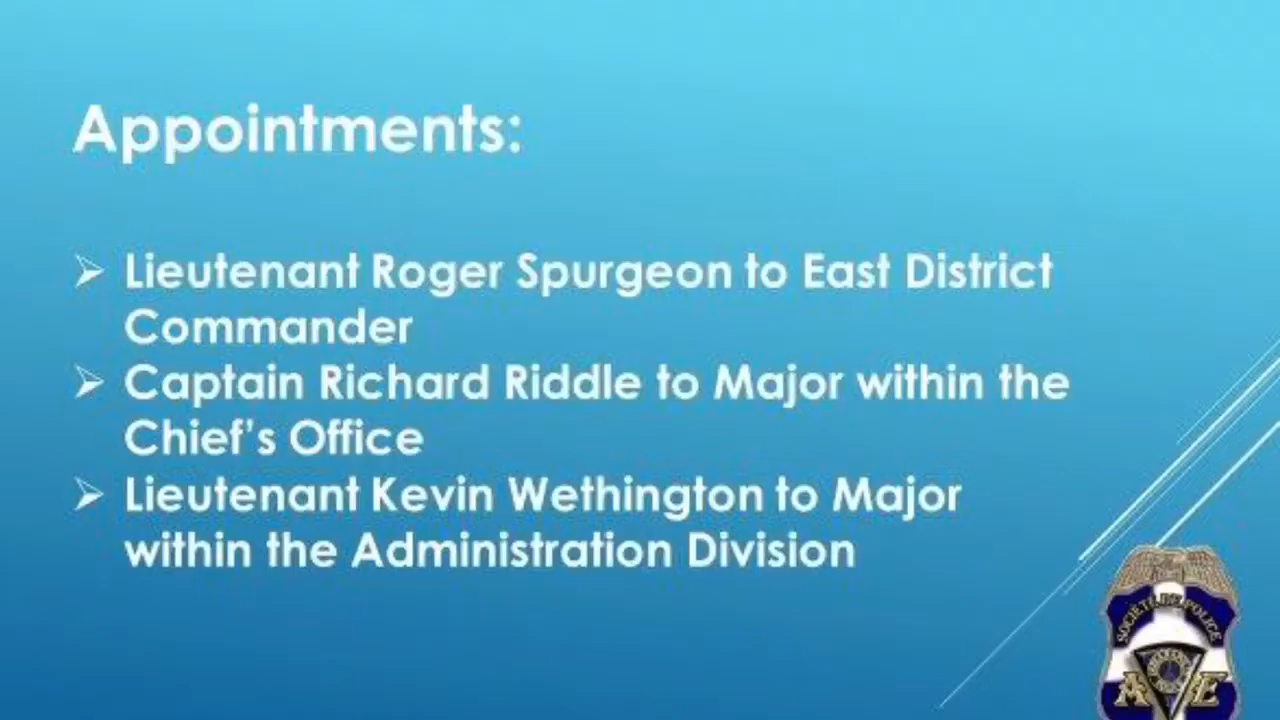 Appointments:
➢ Lieutenant Roger Spurgeon to East District
Commander
➢ Captain Richard Riddle to Major within the
Chief’s Office
➢ Lieutenant Kevin Wethington to Major
within the Administration Division